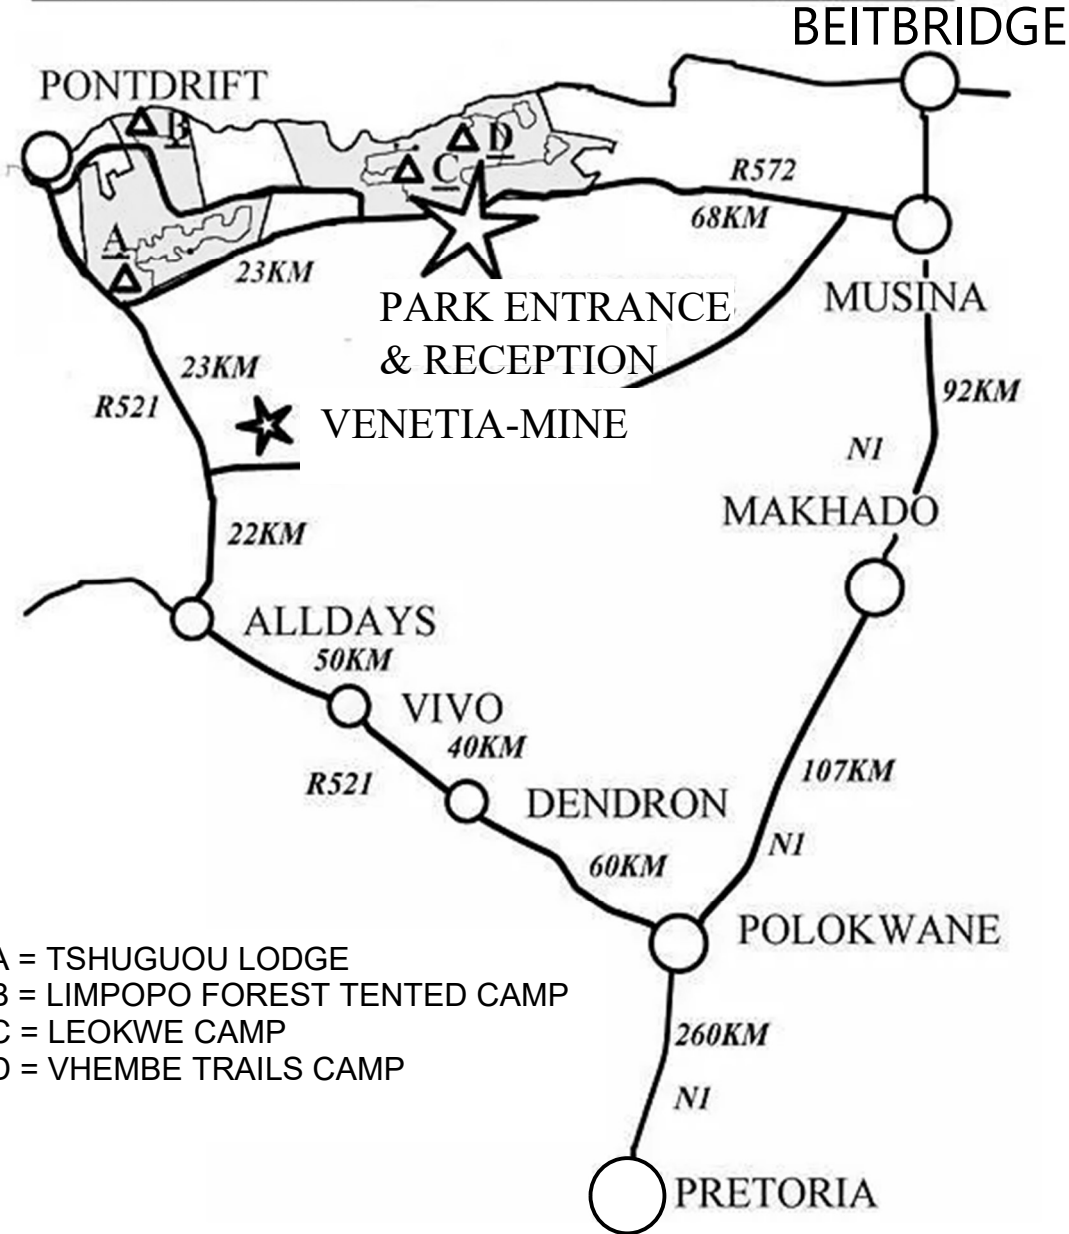 BEITBRIDGE
PONTDRIFT
B
D
C
R572
68KM
A
23KM
MUSINA
PARK ENTRANCE
& RECEPTION
23KM
R521
92KM
VENETIA-MINE
N1
MAKHADO
22KM
ALLDAYS
50KM
VIVO
40KM
R521
DENDRON
107KM
N1
60KM
POLOKWANE
A = TSHUGUOU LODGE
B = LIMPOPO FOREST TENTED CAMP
C = LEOKWE CAMP
D = VHEMBE TRAILS CAMP
260KM
N1
PRETORIA